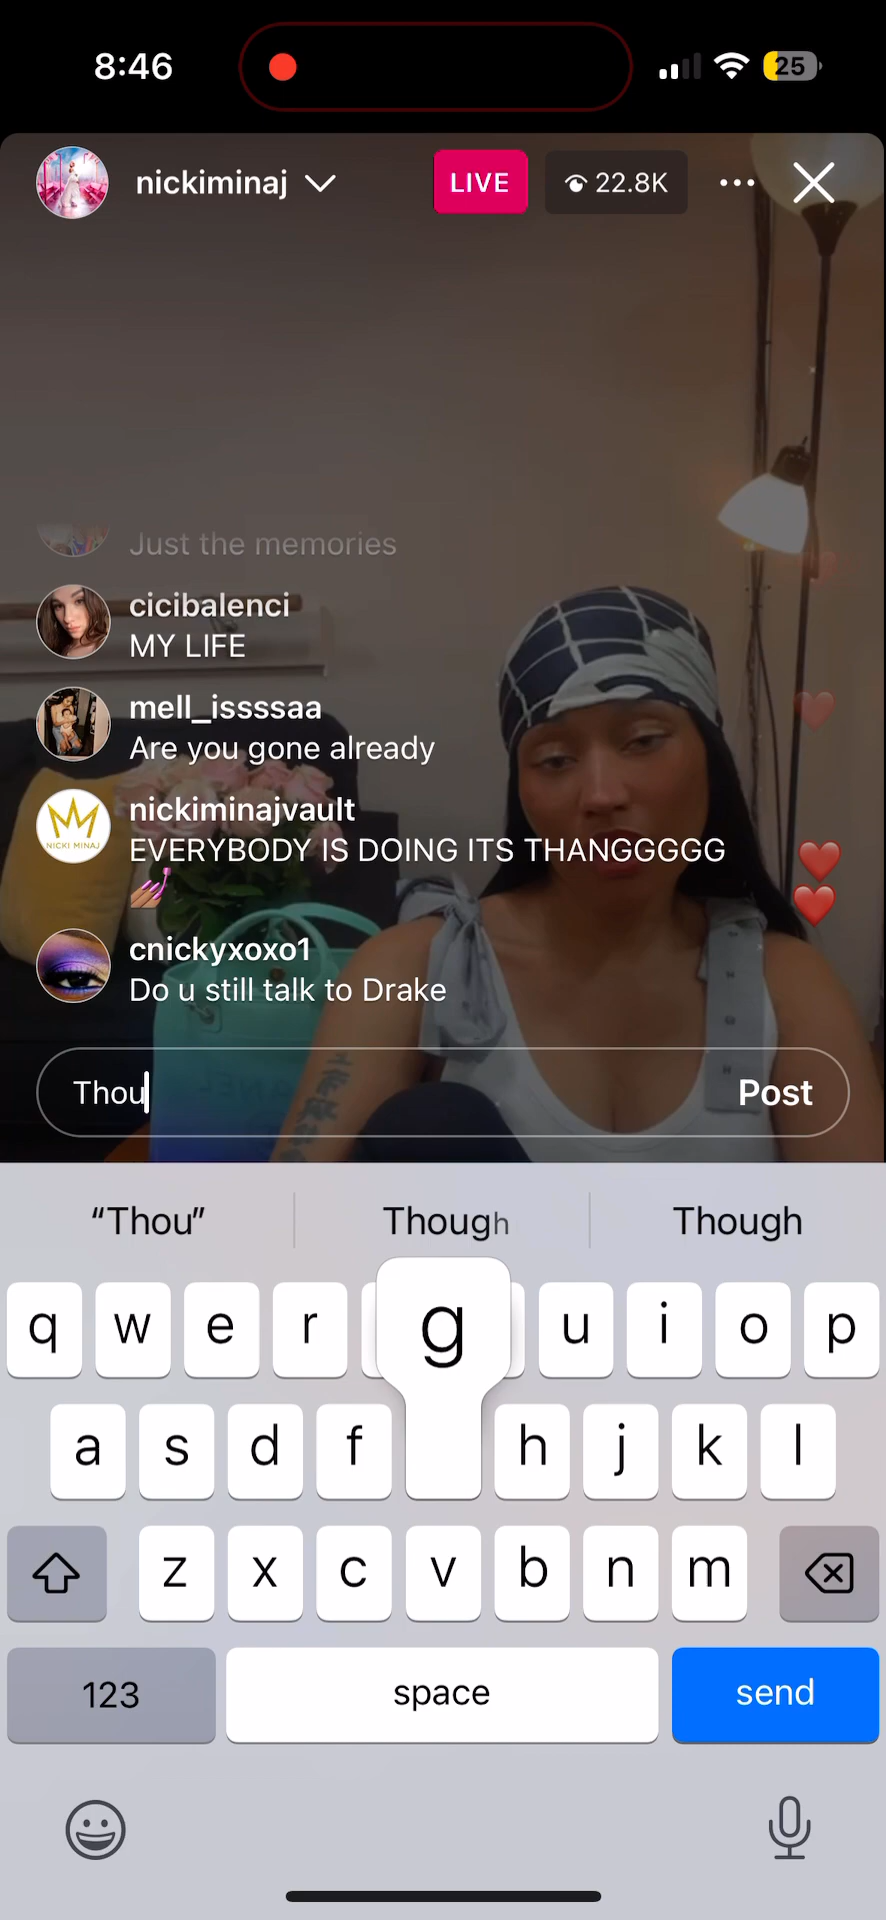 8:46
25
nickiminaj
LIVE
22.8K
Just the memories
cicibalenci
MY LIFE
mell_issssaa
Are you gone already
nickiminajvault
EVERYBODY IS DOING ITS THANGGGGG
💅🏽
NICKI MINAJ
cnickyxoxo1
Do u still talk to Drake
Thou
Post
“Thou”
Though
Though
q w e r u i o p
g
a s d f h j k l
z x c v b n m
123
space
send